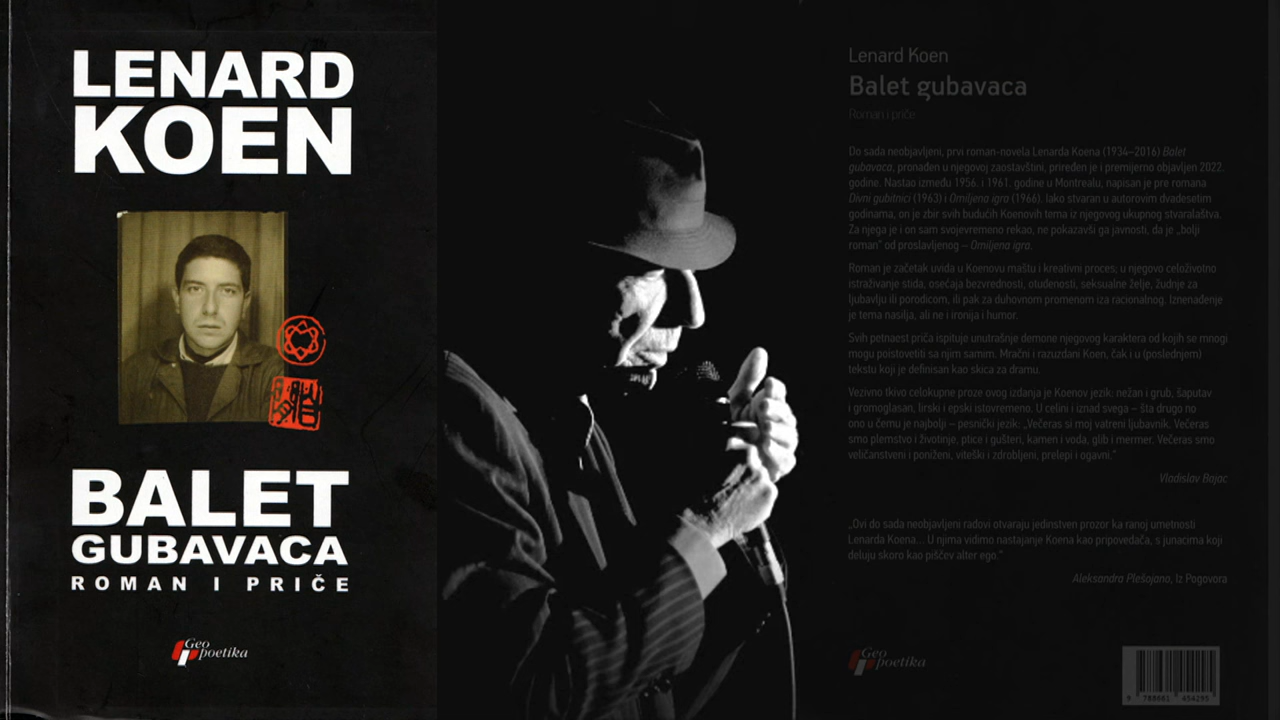 LENARD
KOEN
BALET
GUBAVACA
ROMAN I PRIČE
Geo
poetika
Lenard Koen
Balet gubavaca
Roman i priče
Do sada neobjavljeni, prvi roman-novela Lenarda Koena (1934–2016) Balet
gubavaca, pronađen u njegovoj zaostavštini, priređen je i premijerno objavljen 2022.
godine. Nastao između 1956. i 1961. godine u Montrealu, napisan je pre romana
Divni gubitnici (1963) i Omiljena igra (1966). Iako stvaran u autorovim dvadesetim
godinama, on je zbir svih budućih Koenovih tema iz njegovog ukupnog stvaralaštva.
Za njega je i on sam svojevremeno rekao, ne pokazavši ga javnosti, da je „bolji
roman“ od proslavljenog – Omiljena igra.
Roman je začetak uvida u Koenovu maštu i kreativni proces; u njegovo celoživotno
istraživanje stida, osećaja bezvrednosti, otuđenosti, seksualne želje, žudnje za
ljubavlju ili porodicom, ili pak za duhovnom promenom iza racionalnog. Iznenađenje
je tema nasilja, ali ne i ironija i humor.
Svih petnaest priča ispituje unutrašnje demone njegovog karaktera od kojih se mnogi
mogu poistovetiti sa njim samim. Mračni i razuzdani Koen, čak i u (poslednjem)
tekstu koji je definisan kao skica za dramu.
Vezivno tkivo celokupne proze ovog izdanja je Koenov jezik: nežan i grub, šaputav
i gromoglasan, lirski i epski istovremeno. U celini i iznad svega – šta drugo no
ono u čemu je najbolji – pesnički jezik: „Večeras si moj vatreni ljubavnik. Večeras
smo plemstvo i životinje, ptice i gušteri, kamen i voda, glib i mermer. Večeras smo
veličanstveni i poniženi, viteški i zdrobljeni, prelepi i ogavni.“
Vladislav Bajac
„Ovi do sada neobjavljeni radovi otvaraju jedinstven prozor ka ranoj umetnosti
Lenarda Koena... U njima vidimo nastajanje Koena kao pripovedača, s junacima koji
deluju skoro kao piščev alter ego.“
Aleksandra Plešojano, Iz Pogovora
Geo
poetika
9 788661 454295